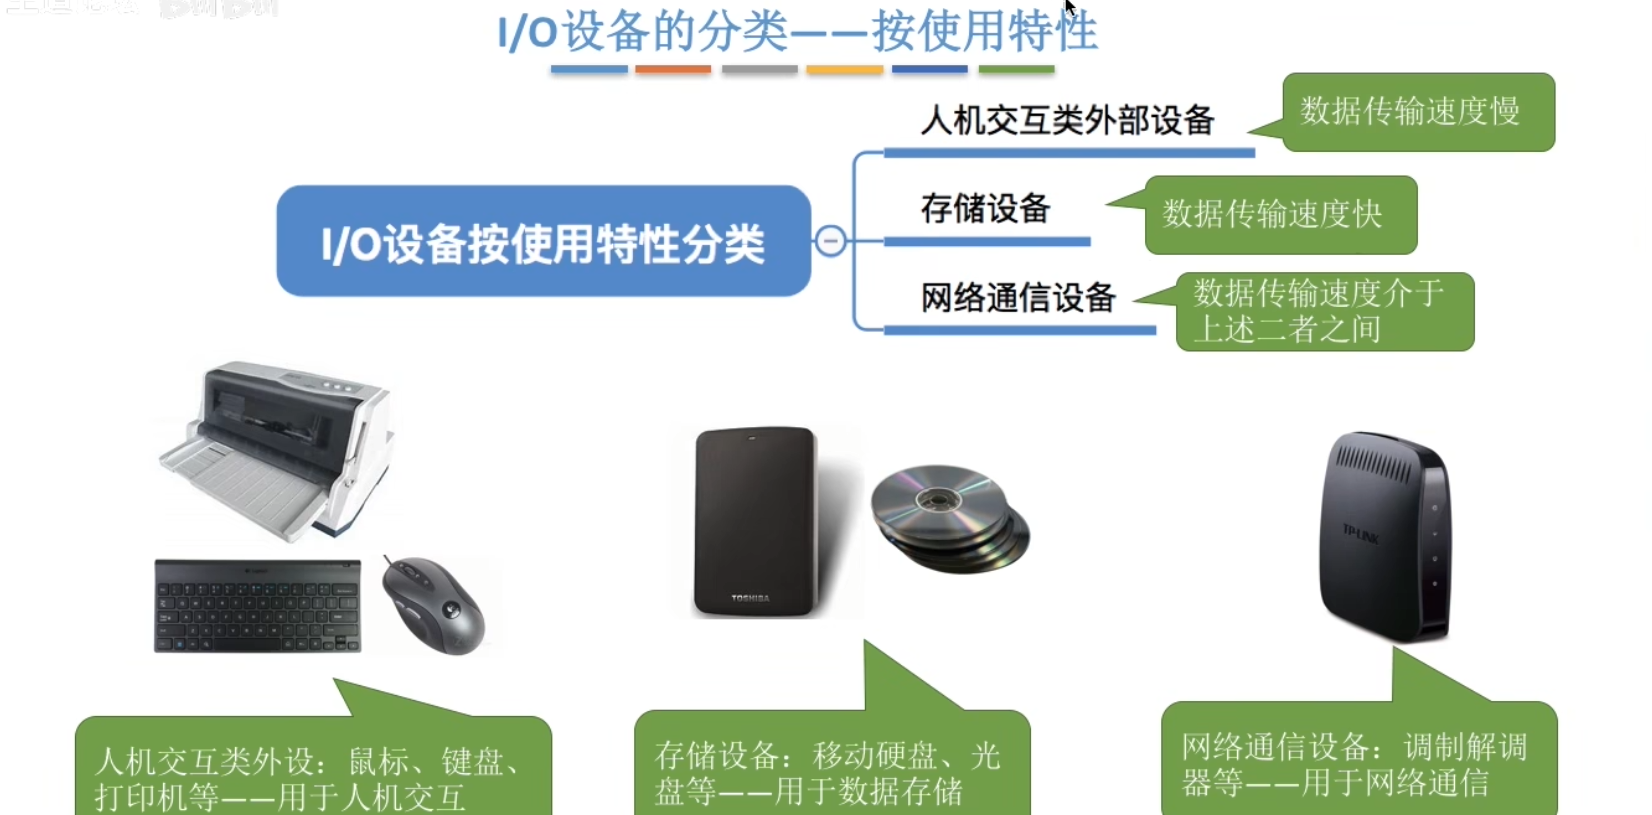 I/O设备的分类——按使用特性
人机交互类外部设备
数据传输速度慢
I/O设备按使用特性分类
存储设备
数据传输速度快
网络通信设备
数据传输速度介于
上述二者之间
TOSHIBA
TP-LINK
人机交互类外设：鼠标、键盘、
打印机等——用于人机交互
存储设备：移动硬盘、光
盘等——用于数据存储
网络通信设备：调制解调
器等——用于网络通信